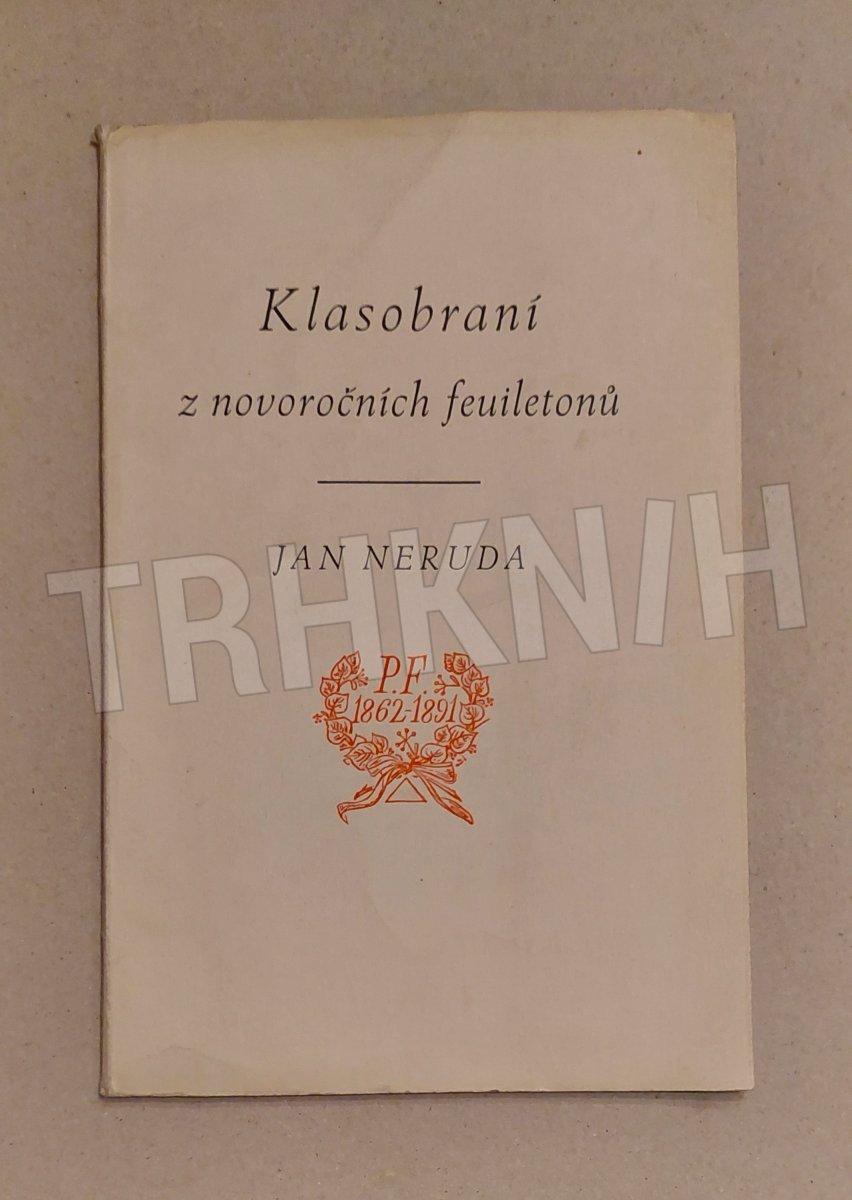 Klasobraní
z novoročních feuiletonů
JAN NERUDA
TRHKNIH
P.F.
1862-1891